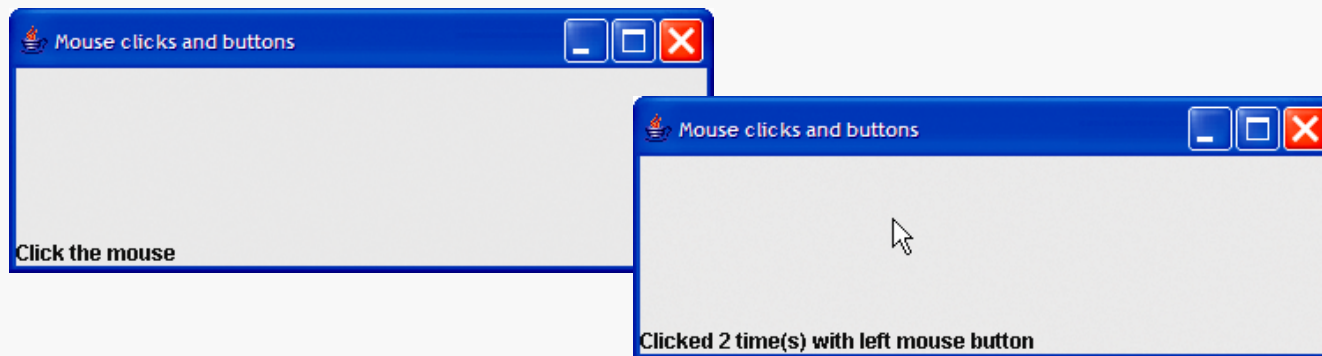 Mouse clicks and buttons
Click the mouse
Mouse clicks and buttons
Clicked 2 time(s) with left mouse button